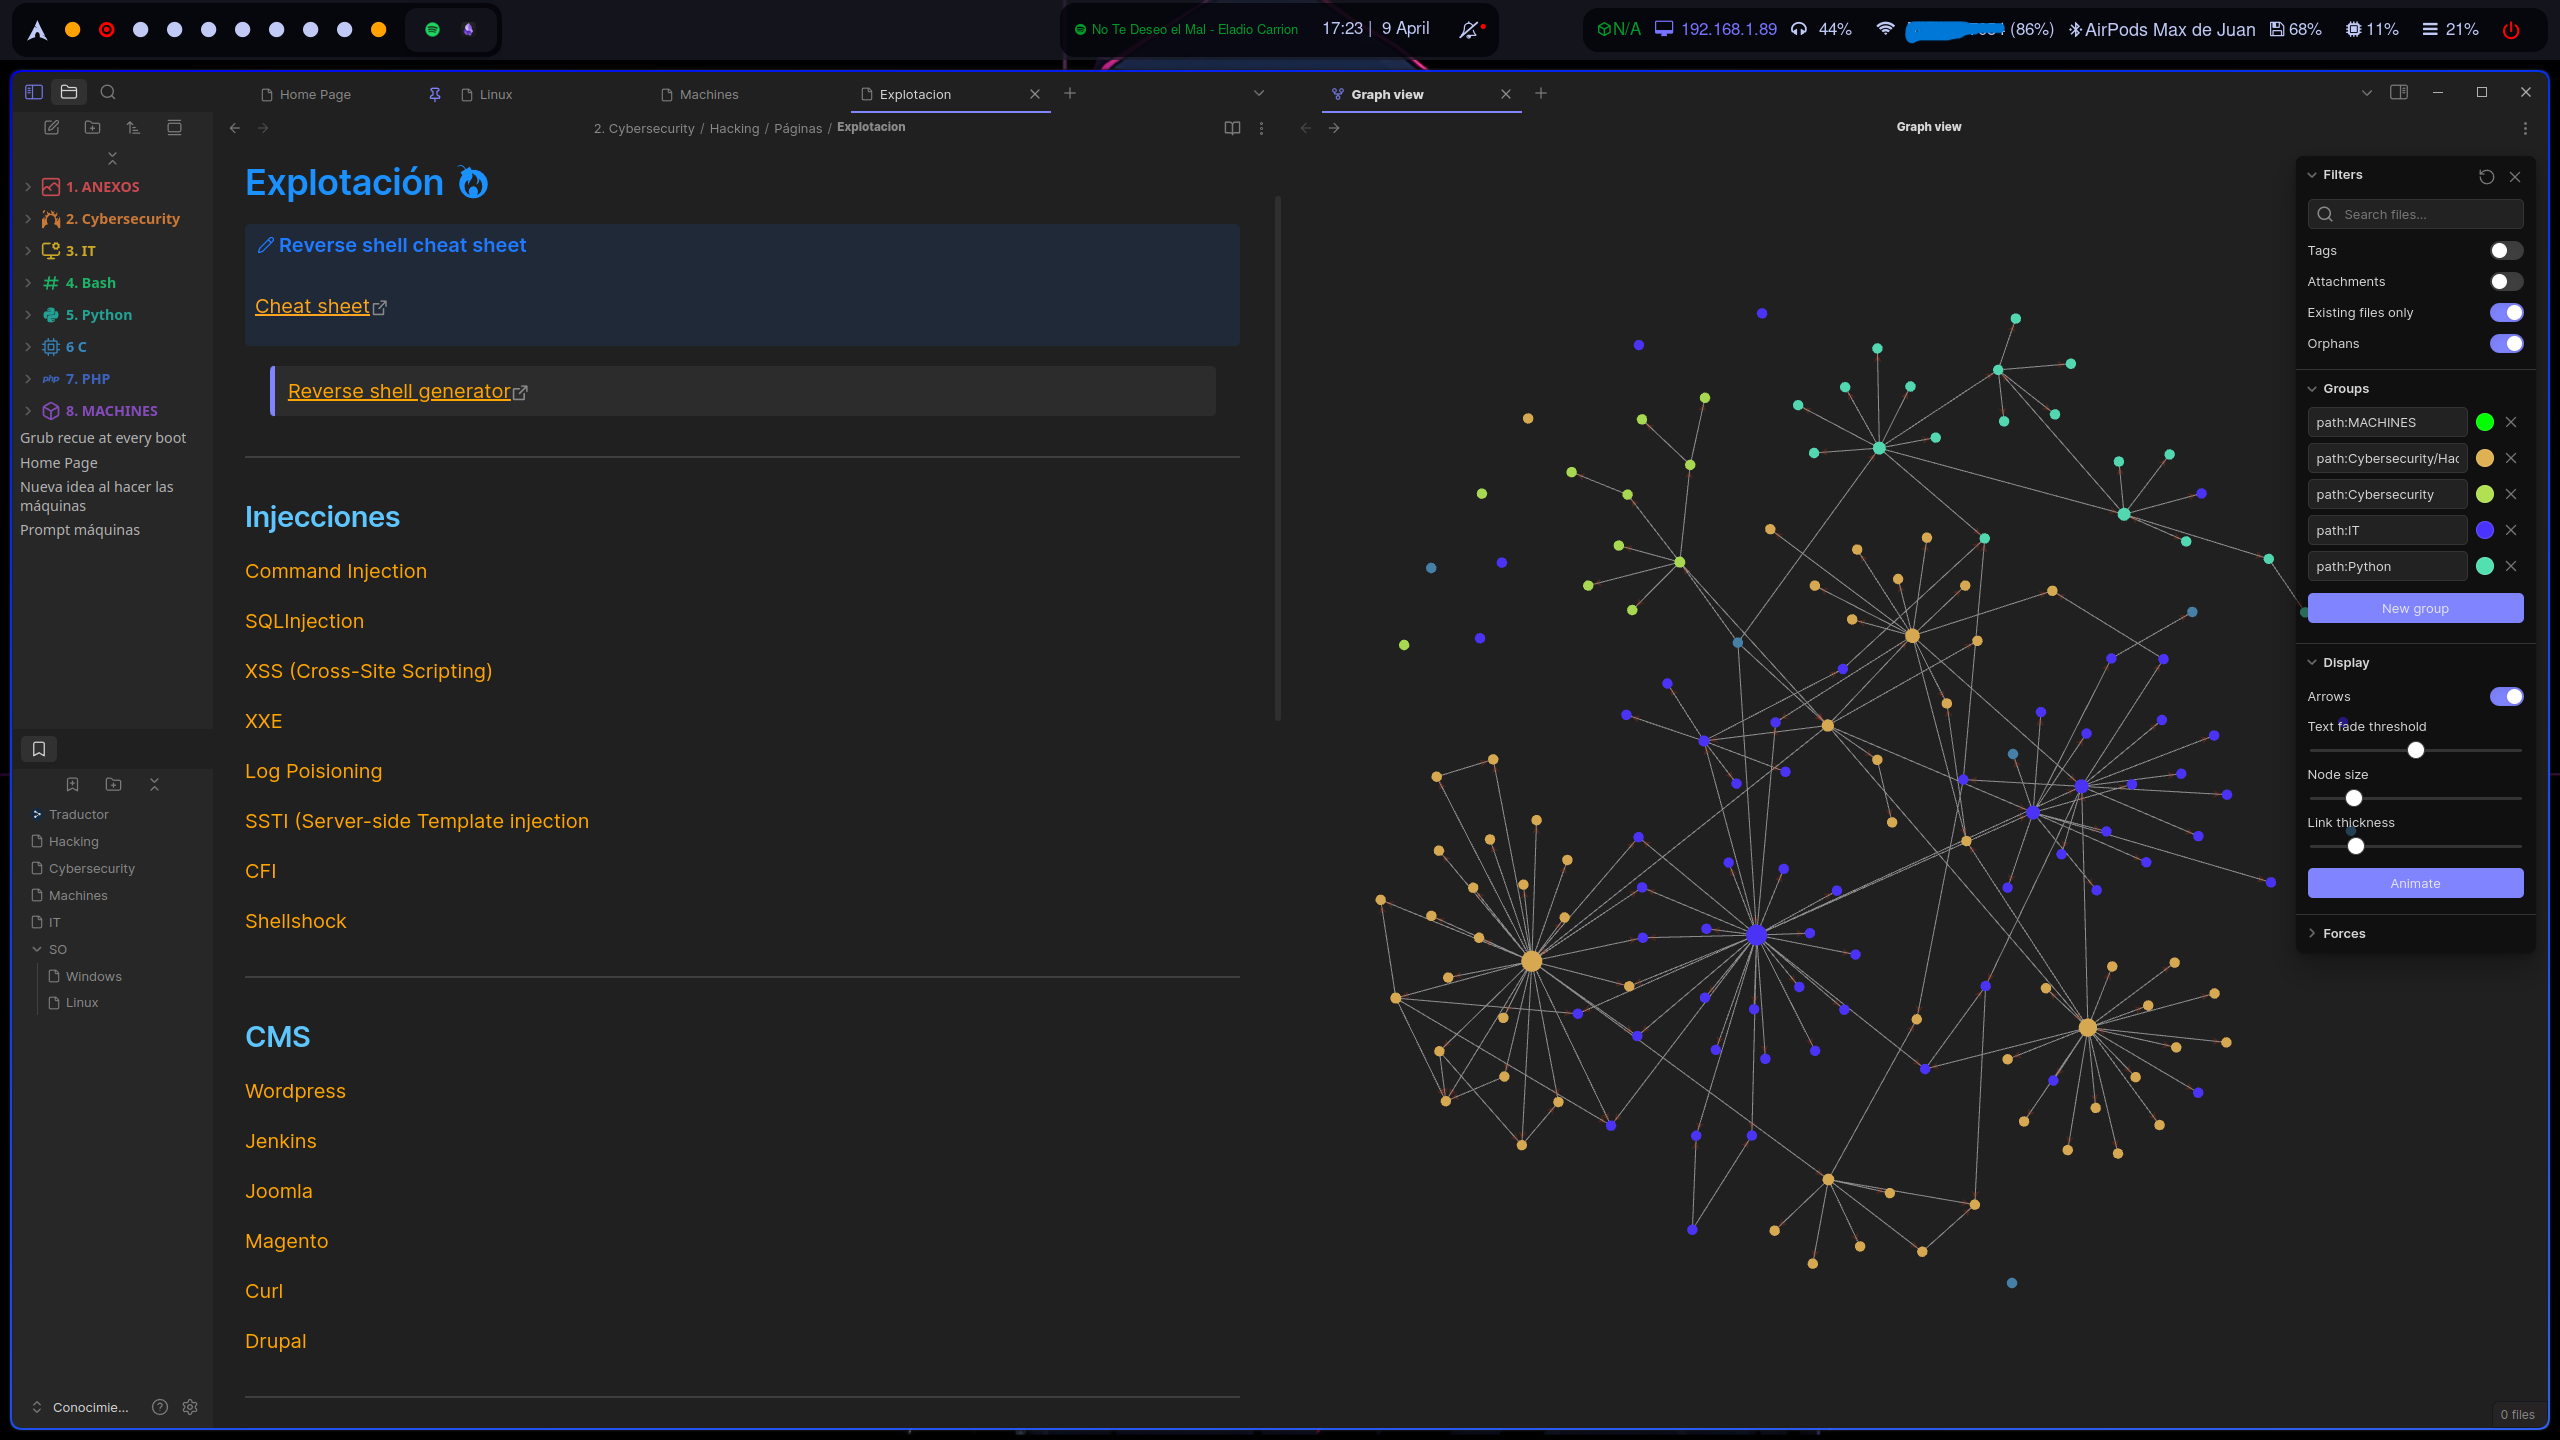 No Te Deseo el Mal - Eladio Carrion
17:23 | 9 April
N/A
192.168.1.89
44%
(86%)
AirPods Max de Juan
68%
11%
21%
Home Page
Linux
Machines
Explotacion
Graph view
2. Cybersecurity / Hacking / Páginas / Explotacion
Graph view
1. ANEXOS
2. Cybersecurity
3. IT
4. Bash
5. Python
6 C
php 7. PHP
8. MACHINES
Grub recue at every boot
Home Page
Nueva idea al hacer las
máquinas
Prompt máquinas
Traductor
Hacking
Cybersecurity
Machines
IT
SO
Windows
Linux
Conocimie...
Explotación
Reverse shell cheat sheet
Cheat sheet
Reverse shell generator
Injecciones
Command Injection
SQLInjection
XSS (Cross-Site Scripting)
XXE
Log Poisioning
SSTI (Server-side Template injection
CFI
Shellshock
CMS
Wordpress
Jenkins
Joomla
Magento
Curl
Drupal
Filters
Search files...
Tags
Attachments
Existing files only
Orphans
Groups
path:MACHINES
path:Cybersecurity/Hac
path:Cybersecurity
path:IT
path:Python
New group
Display
Arrows
Text fade threshold
Node size
Link thickness
Animate
Forces
0 files